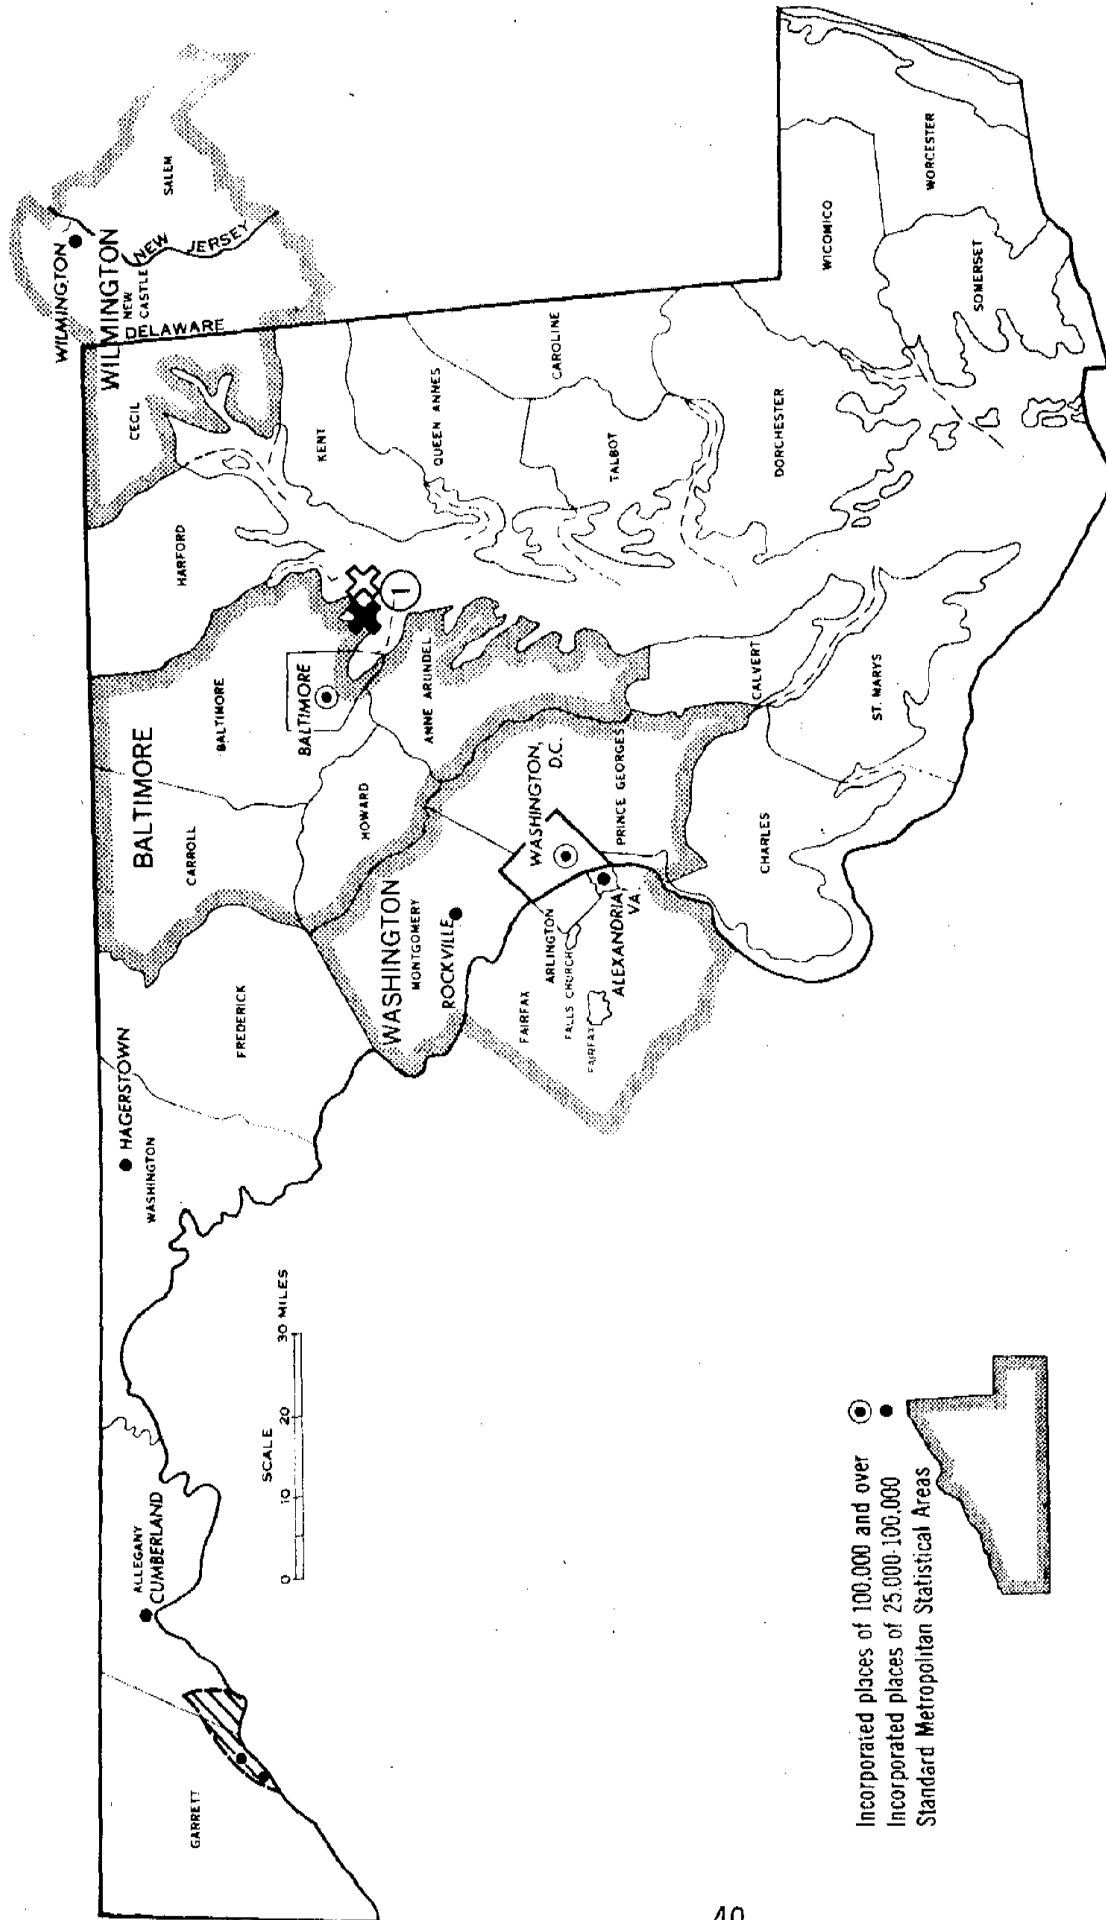 GARRETT
ALLEGANY
CUMBERLAND
HAGERSTOWN
WASHINGTON
FREDERICK
CARROLL
BALTIMORE
BALTIMORE
BALTIMORE
HARFORD
CECIL
WILMINGTON
WILMINGTON
NEW
CASTLE
DELAWARE
NEW JERSEY
SALEM
HOWARD
WASHINGTON
MONTGOMERY
ROCKVILLE
ANNE ARUNDEL
1
KENT
QUEEN ANNES
CAROLINE
TALBOT
WASHINGTON,
D.C.
PRINCE GEORGES
FAIRFAX
ARLINGTON
FALLS CHURCH
FAIRFAX
ALEXANDRIA
VA.
CALVERT
CHARLES
ST. MARYS
DORCHESTER
WICOMICO
WORCESTER
SOMERSET
SCALE
0 10 20 30 MILES
Incorporated places of 100,000 and over
Incorporated places of 25,000-100,000
Standard Metropolitan Statistical Areas
40